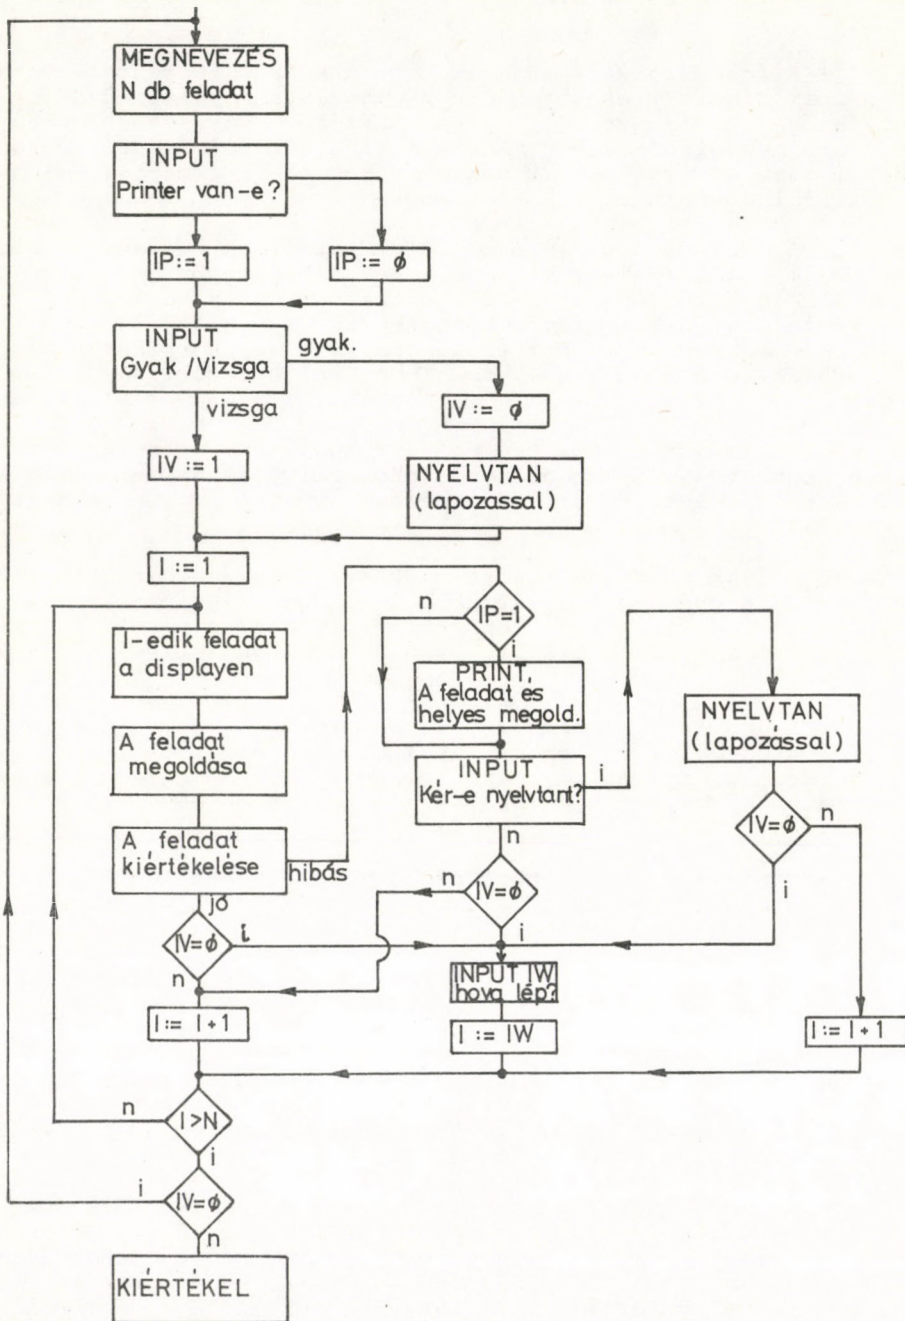 MEGNEVEZÉS
N db feladat
INPUT
Printer van-e?
IP:=1
IP:= ϕ
INPUT
Gyak /Vizsga
gyak.
vizsga
IV:= ϕ
IV:=1
NYELVTAN
(lapozással)
I:=1
I-edik feladat
a displayen
A feladat
megoldása
A feladat
kiértékelése
hibás
jó
IV=ϕ
i
n
I:= I+1
n
IP=1
i
PRINT,
A feladat és
helyes megold.
INPUT
Kér-e nyelvtant?
i
n
n
IV=ϕ
i
INPUT IW
hova lép?
I:= IW
NYELVTAN
(lapozással)
IV=ϕ
n
i
I:= I+1
n
I>N
i
i
IV=ϕ
n
KIÉRTÉKEL